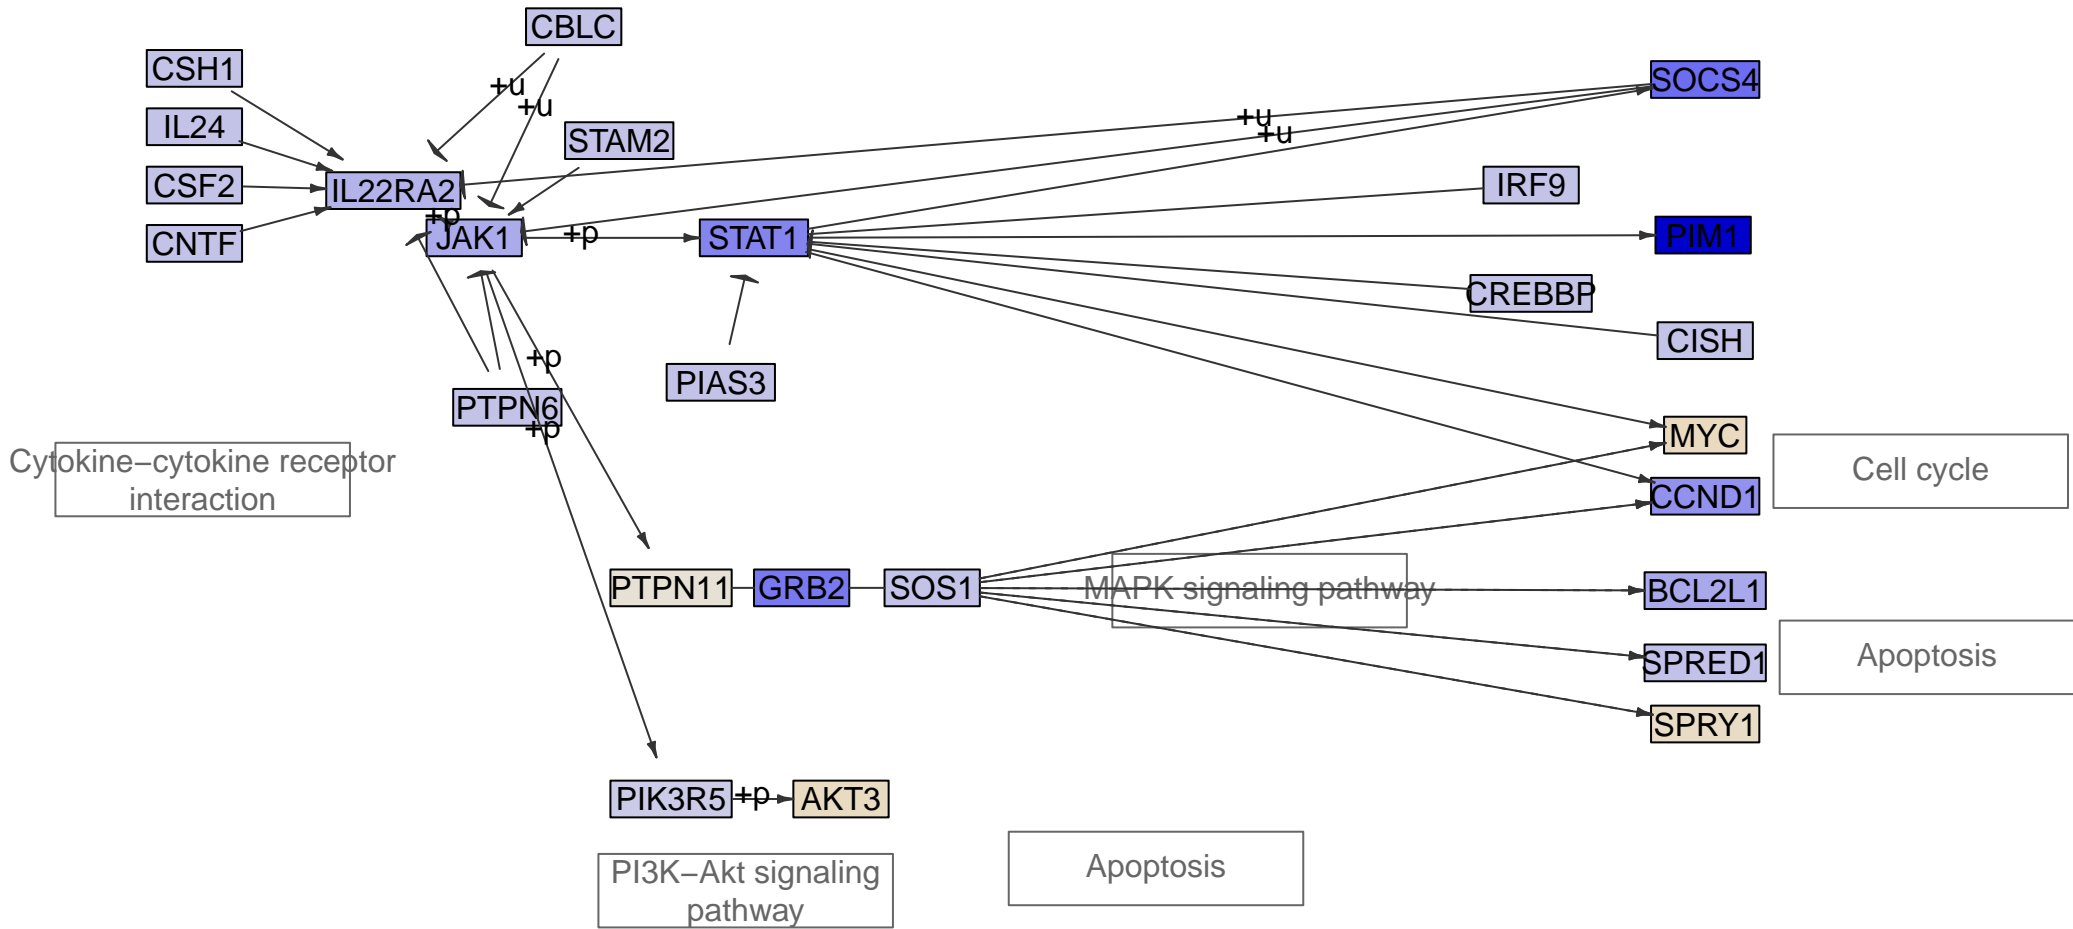 CBLC
CSH1
+u
SOCS4
+u
+u
IL24
+u
STAM2
CSF2
IL22RA2
IRF9
+p
CNTF
JAK1
+p
STAT1
PIM1
CREBBP
CISH
+p
PIAS3
PTPN6
+p
MYC
Cytokine−cytokine receptor
interaction
Cell cycle
CCND1
PTPN11
GRB2
SOS1
MAPK signaling pathway
BCL2L1
SPRED1
Apoptosis
SPRY1
PIK3R5
+p
AKT3
Apoptosis
PI3K−Akt signaling
pathway